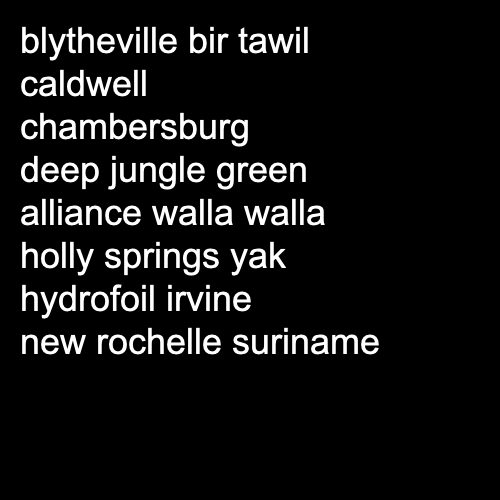 blytheville bir tawil
caldwell
chambersburg
deep jungle green
alliance walla walla
holly springs yak
hydrofoil irvine
new rochelle suriname